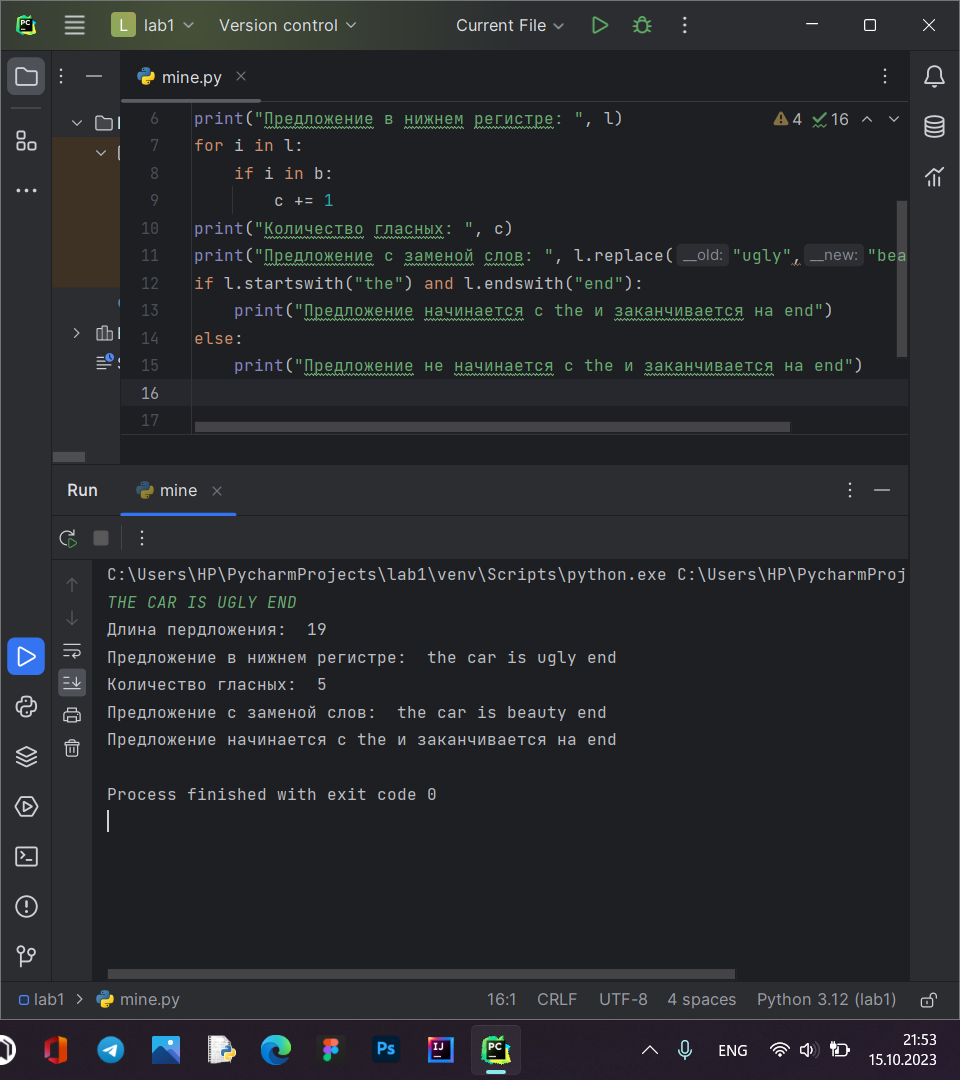 L lab1 Version control Current File
mine.py
6 print("Предложение в нижнем регистре: ", l) 4 16
7 for i in l:
8 if i in b:
9 c += 1
10 print("Количество гласных: ", c)
11 print("Предложение с заменой слов: ", l.replace( __old: "ugly", __new: "bea
12 if l.startswith("the") and l.endswith("end"):
13 print("Предложение начинается с the и заканчивается на end")
14 else:
15 print("Предложение не начинается с the и заканчивается на end")
16
17
Run mine
C:\Users\HP\PycharmProjects\lab1\venv\Scripts\python.exe C:\Users\HP\PycharmProj
THE CAR IS UGLY END
Длина пердложения:  19
Предложение в нижнем регистре:  the car is ugly end
Количество гласных:  5
Предложение с заменой слов:  the car is beauty end
Предложение начинается с the и заканчивается на end
Process finished with exit code 0
lab1 mine.py 16:1 CRLF UTF-8 4 spaces Python 3.12 (lab1)
Ps IJ PC ENG 21:53
15.10.2023